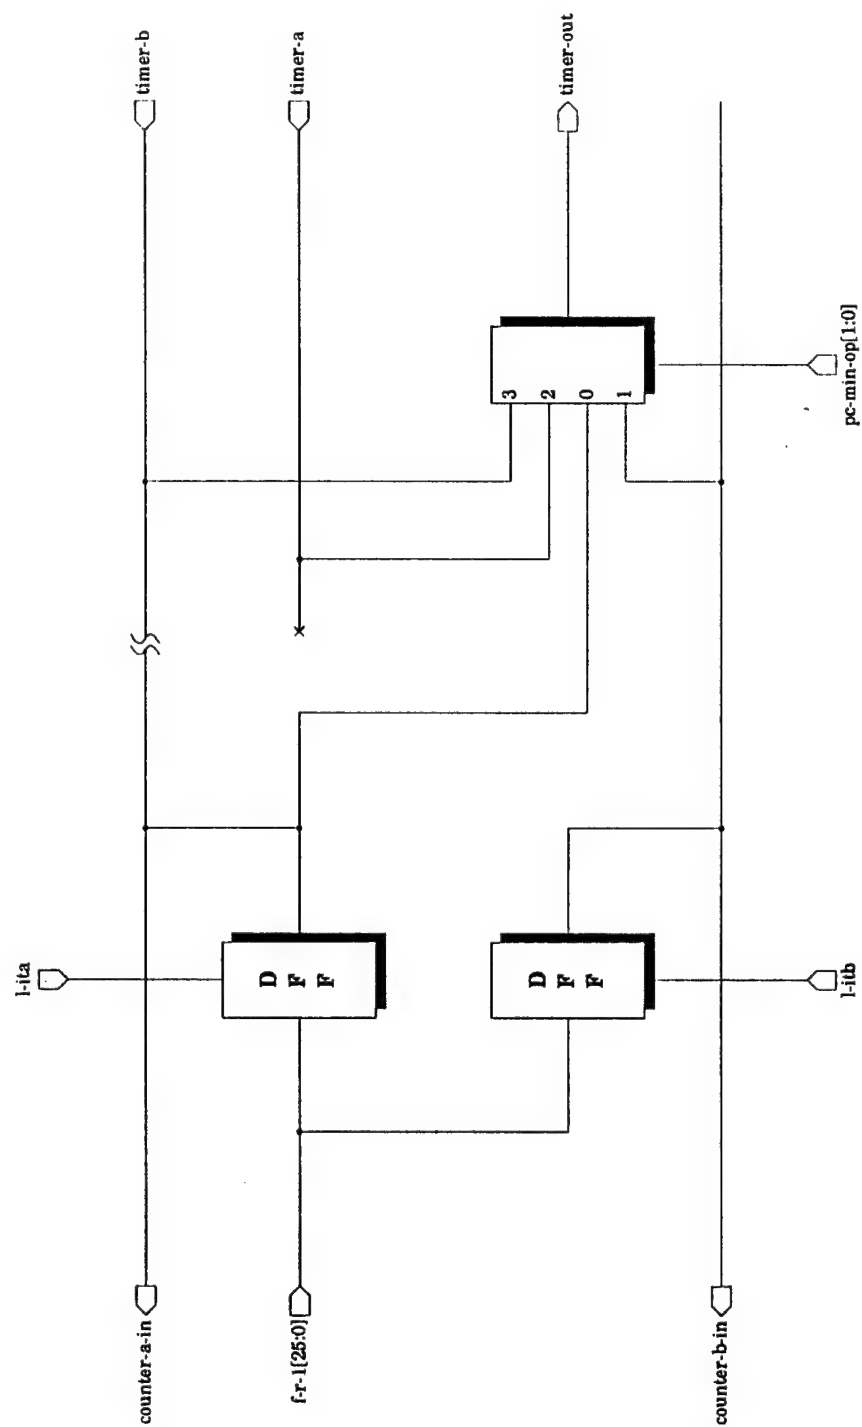 l-ita
counter-a-in
timer-b
f-r-1[25:0]
D
F
F
timer-a
D
F
F
3
2
0
1
timer-out
counter-b-in
l-itb
pc-min-op[1:0]